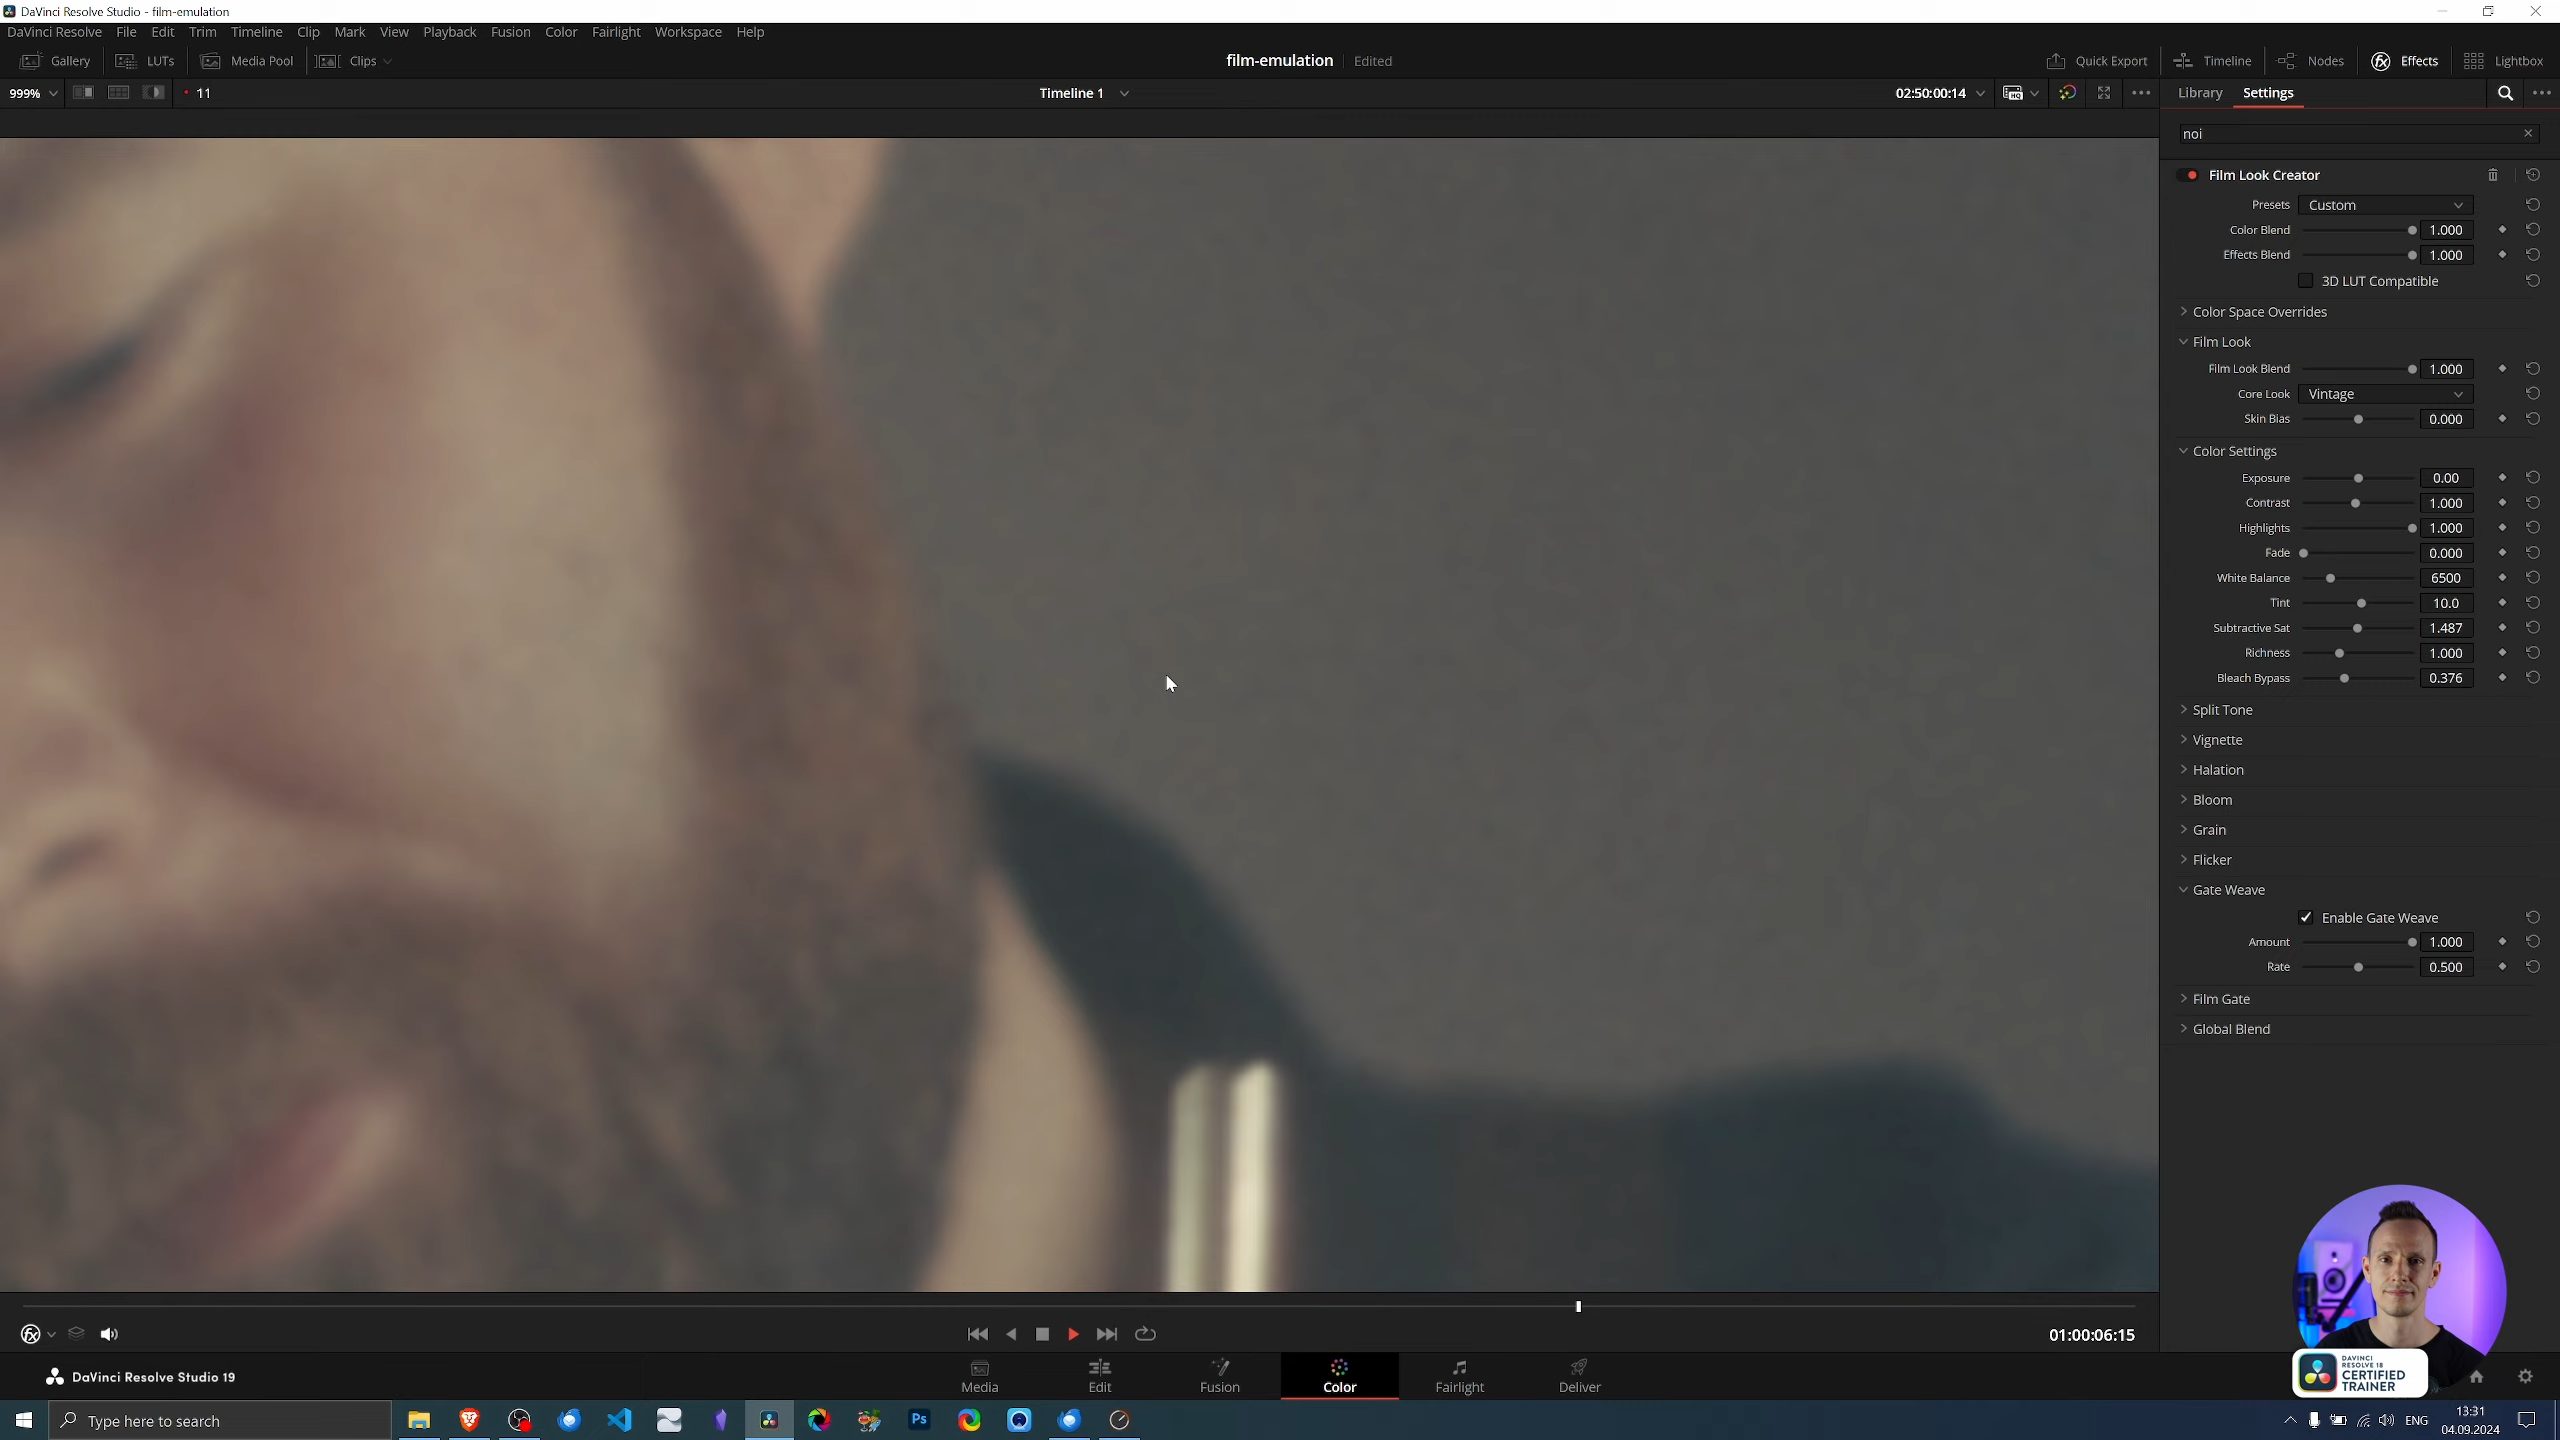 DaVinci Resolve Studio - film-emulation
DaVinci Resolve File Edit Trim Timeline Clip Mark View Playback Fusion Color Fairlight Workspace Help
Gallery LUTs Media Pool Clips film-emulation Edited Quick Export Timeline Nodes Effects Lightbox
999% 11 Timeline 1 02:50:00:14 Library Settings
noi
Film Look Creator
Presets Custom
Color Blend 1.000
Effects Blend 1.000
3D LUT Compatible
Color Space Overrides
Film Look
Film Look Blend 1.000
Core Look Vintage
Skin Bias 0.000
Color Settings
Exposure 0.00
Contrast 1.000
Highlights 1.000
Fade 0.000
White Balance 6500
Tint 10.0
Subtractive Sat 1.487
Richness 1.000
Bleach Bypass 0.376
Split Tone
Vignette
Halation
Bloom
Grain
Flicker
Gate Weave
Enable Gate Weave
Amount 1.000
Rate 0.500
Film Gate
Global Blend
01:00:06:15
DaVinci Resolve Studio 19
Media Edit Fusion Color Fairlight Deliver
DAVINCI
RESOLVE 18
CERTIFIED
TRAINER
Type here to search
Ps
ENG
13:31
04.09.2024